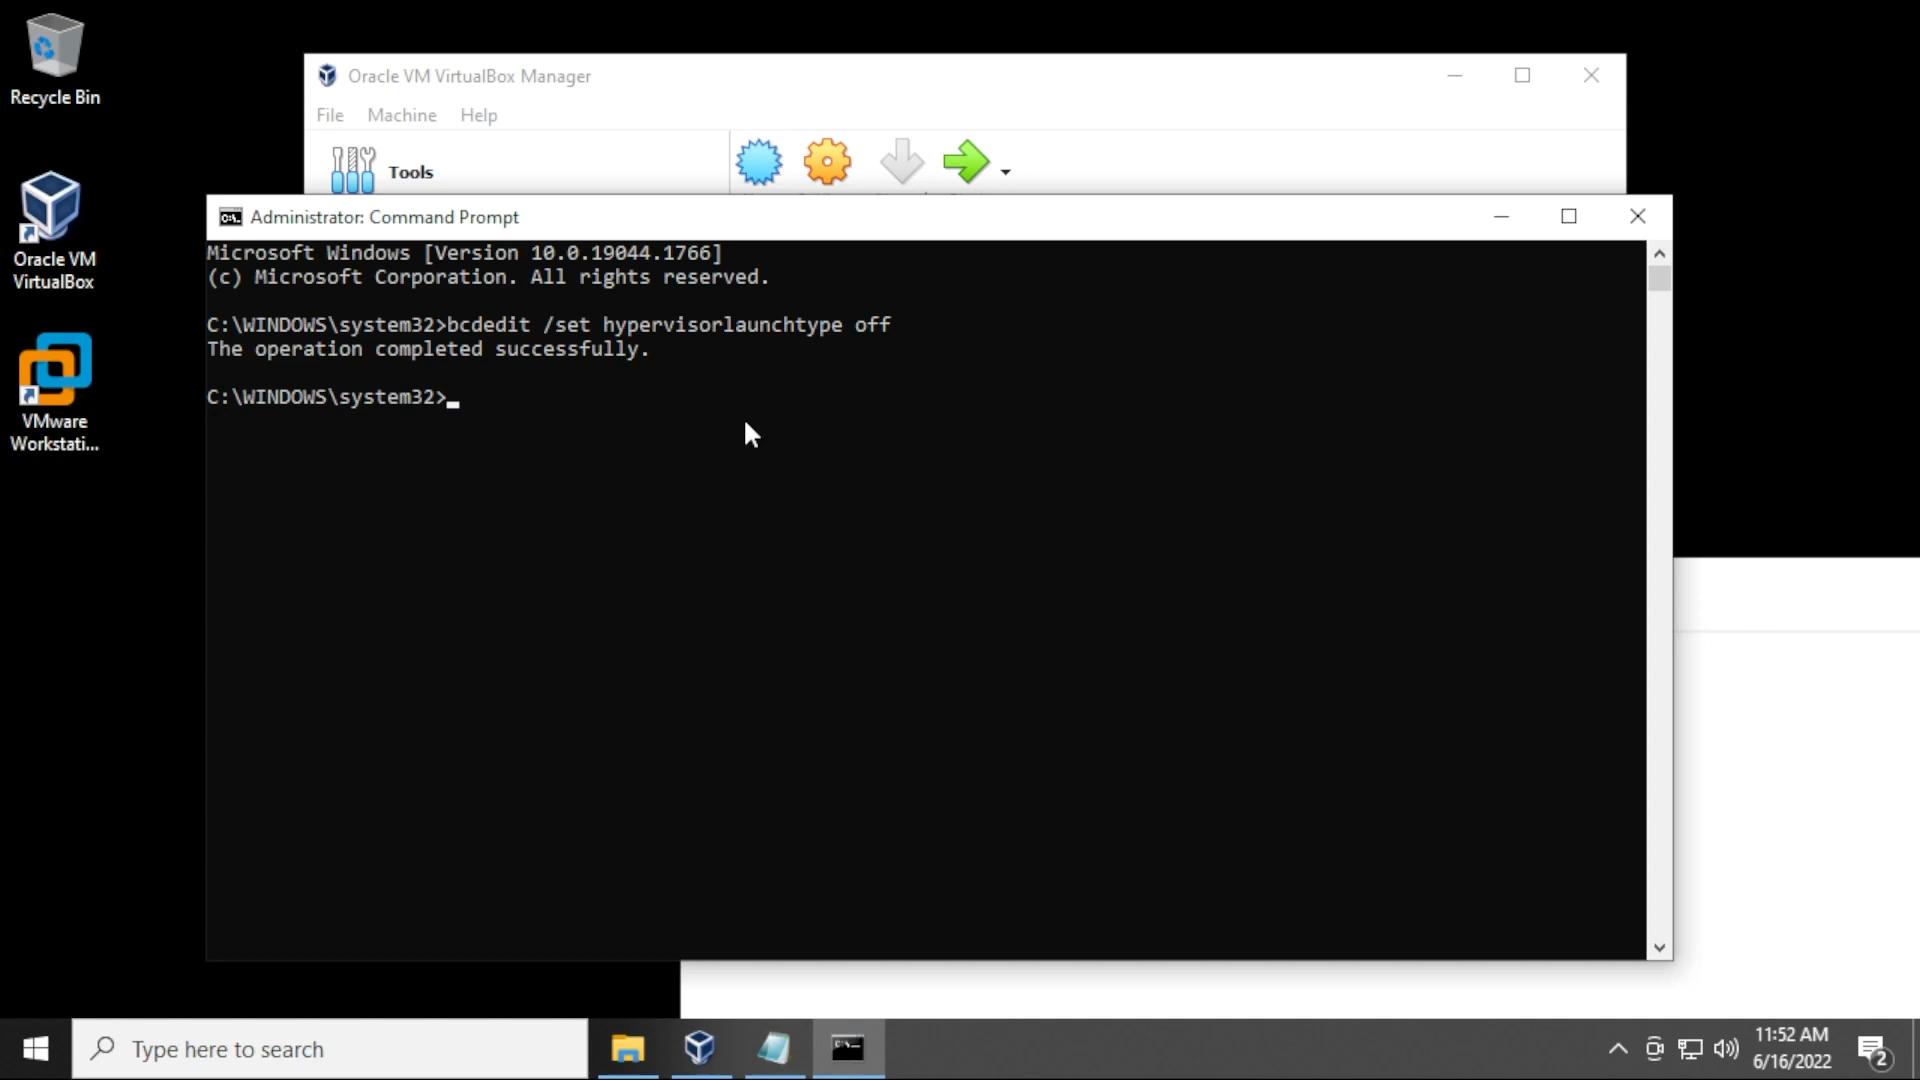 Recycle Bin
Oracle VM
VirtualBox
VMware
Workstati...
Oracle VM VirtualBox Manager
File Machine Help
Tools
Administrator: Command Prompt
Microsoft Windows [Version 10.0.19044.1766]
(c) Microsoft Corporation. All rights reserved.
C:\WINDOWS\system32>bcdedit /set hypervisorlaunchtype off
The operation completed successfully.
C:\WINDOWS\system32>
Type here to search
11:52 AM
6/16/2022
2